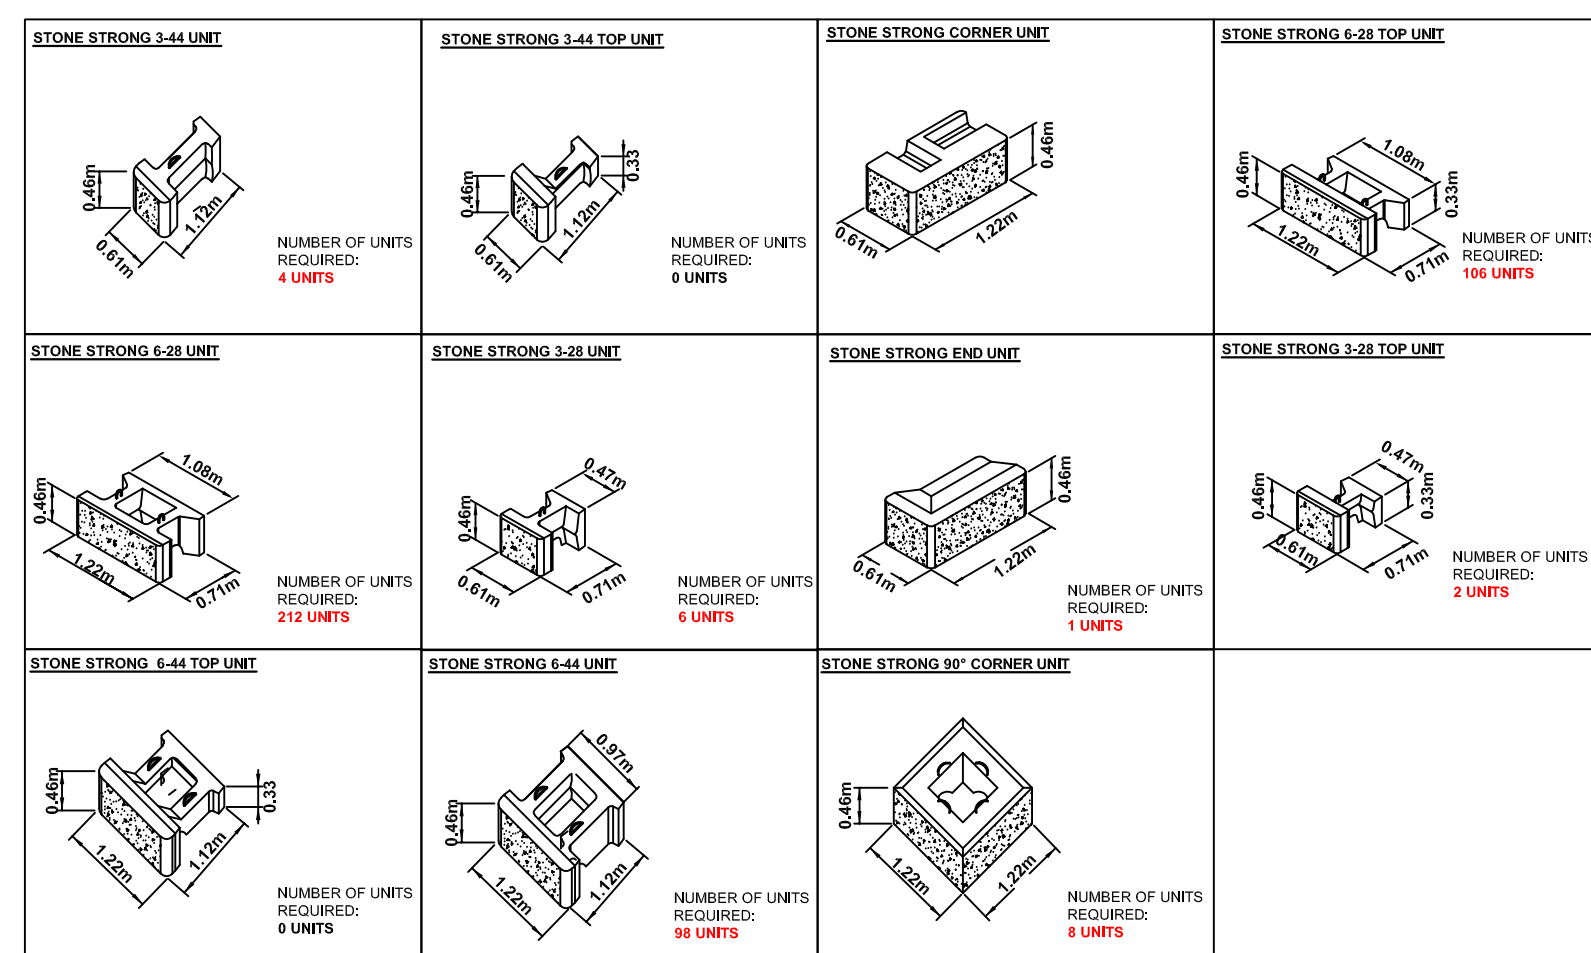 STONE STRONG 3-44 UNIT
0.46m
0.61m
1.12m
NUMBER OF UNITS
REQUIRED:
4 UNITS
STONE STRONG 3-44 TOP UNIT
0.46m
0.33
0.61m
1.12m
NUMBER OF UNITS
REQUIRED:
0 UNITS
STONE STRONG CORNER UNIT
0.46m
0.61m
1.22m
STONE STRONG 6-28 TOP UNIT
1.08m
0.46m
0.33m
1.22m
0.71m
NUMBER OF UNITS
REQUIRED:
106 UNITS
STONE STRONG 6-28 UNIT
1.08m
0.46m
1.22m
0.71m
NUMBER OF UNITS
REQUIRED:
212 UNITS
STONE STRONG 3-28 UNIT
0.47m
0.46m
0.61m
0.71m
NUMBER OF UNITS
REQUIRED:
6 UNITS
STONE STRONG END UNIT
0.46m
0.61m
1.22m
NUMBER OF UNITS
REQUIRED:
1 UNITS
STONE STRONG 3-28 TOP UNIT
0.47m
0.46m
0.33m
0.61m
0.71m
NUMBER OF UNITS
REQUIRED:
2 UNITS
STONE STRONG 6-44 TOP UNIT
0.46m
0.33
1.22m
1.12m
NUMBER OF UNITS
REQUIRED:
0 UNITS
STONE STRONG 6-44 UNIT
0.97m
0.46m
1.22m
1.12m
NUMBER OF UNITS
REQUIRED:
98 UNITS
STONE STRONG 90° CORNER UNIT
0.46m
1.22m
1.22m
NUMBER OF UNITS
REQUIRED:
8 UNITS